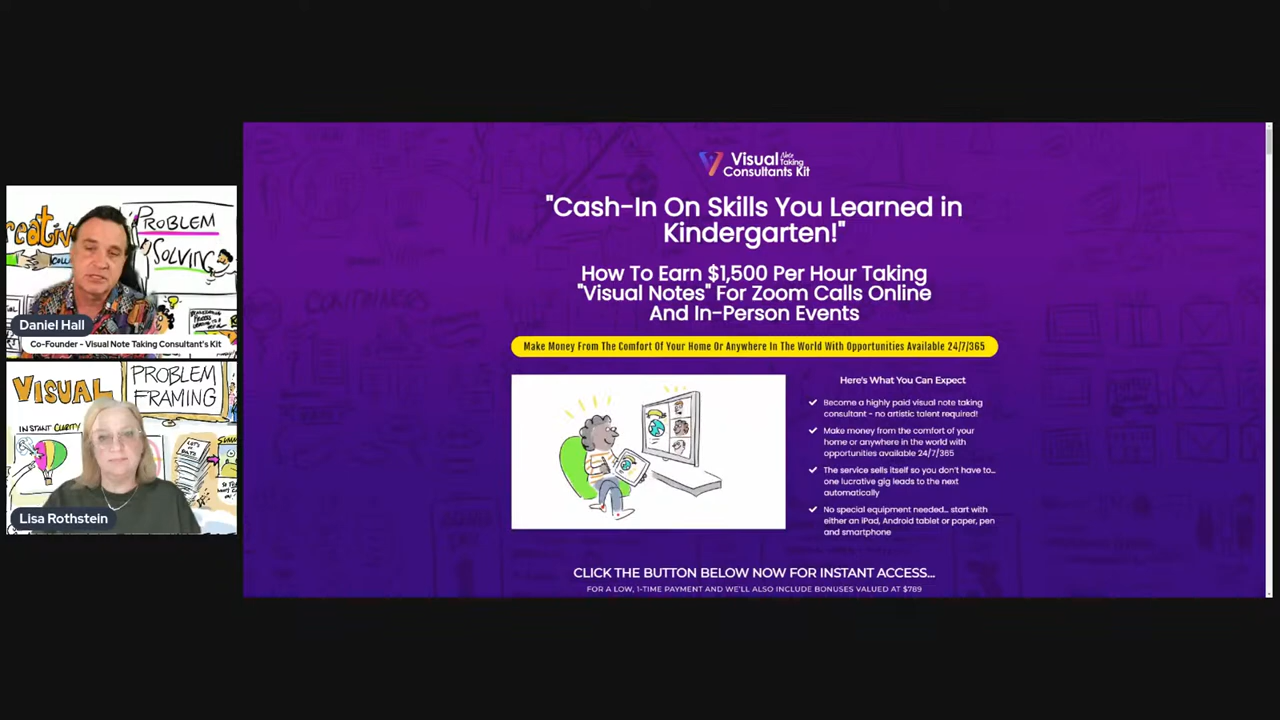 reative
PROBLEM
SOLVING
Daniel Hall
Co-Founder - Visual Note Taking Consultant's Kit
VISUAL
PROBLEM
FRAMING
INSTANT CLARITY
Lisa Rothstein
Visual Note Taking
Consultants Kit
"Cash-In On Skills You Learned in
Kindergarten!"
How To Earn $1,500 Per Hour Taking
"Visual Notes" For Zoom Calls Online
And In-Person Events
Make Money From The Comfort Of Your Home Or Anywhere In The World With Opportunities Available 24/7/365
Here's What You Can Expect
Become a highly paid visual note taking
consultant - no artistic talent required!
Make money from the comfort of your
home or anywhere in the world with
opportunities available 24/7/365
The service sells itself so you don't have to...
one lucrative gig leads to the next
automatically
No special equipment needed... start with
either an iPad, Android tablet or paper, pen
and smartphone
CLICK THE BUTTON BELOW NOW FOR INSTANT ACCESS...
FOR A LOW, 1-TIME PAYMENT AND WE'LL ALSO INCLUDE BONUSES VALUED AT $789